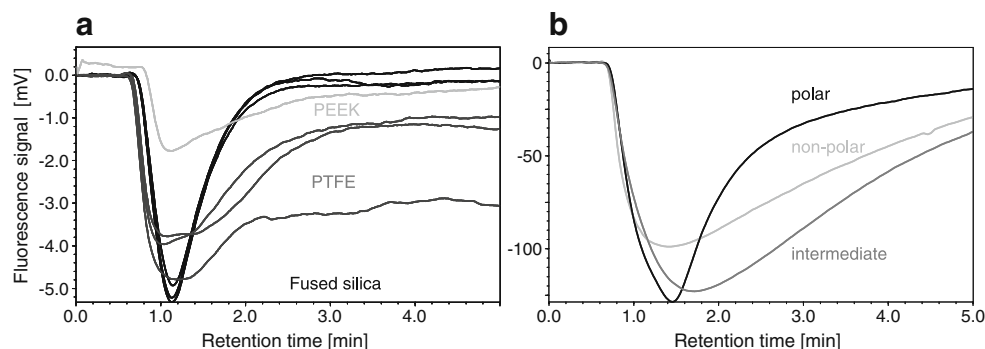 a
Fluorescence signal [mV]
0.0
-1.0
-2.0
-3.0
-4.0
-5.0
PEEK
PTFE
Fused silica
0.0 1.0 2.0 3.0 4.0
Retention time [min]
b
0
-50
-100
polar
non-polar
intermediate
0.0 1.0 2.0 3.0 4.0 5.0
Retention time [min]